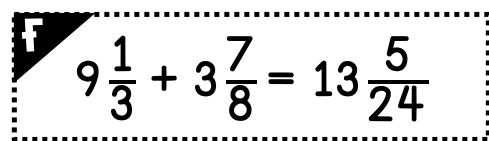 f
9 1/3 + 3 7/8 = 13 5/24